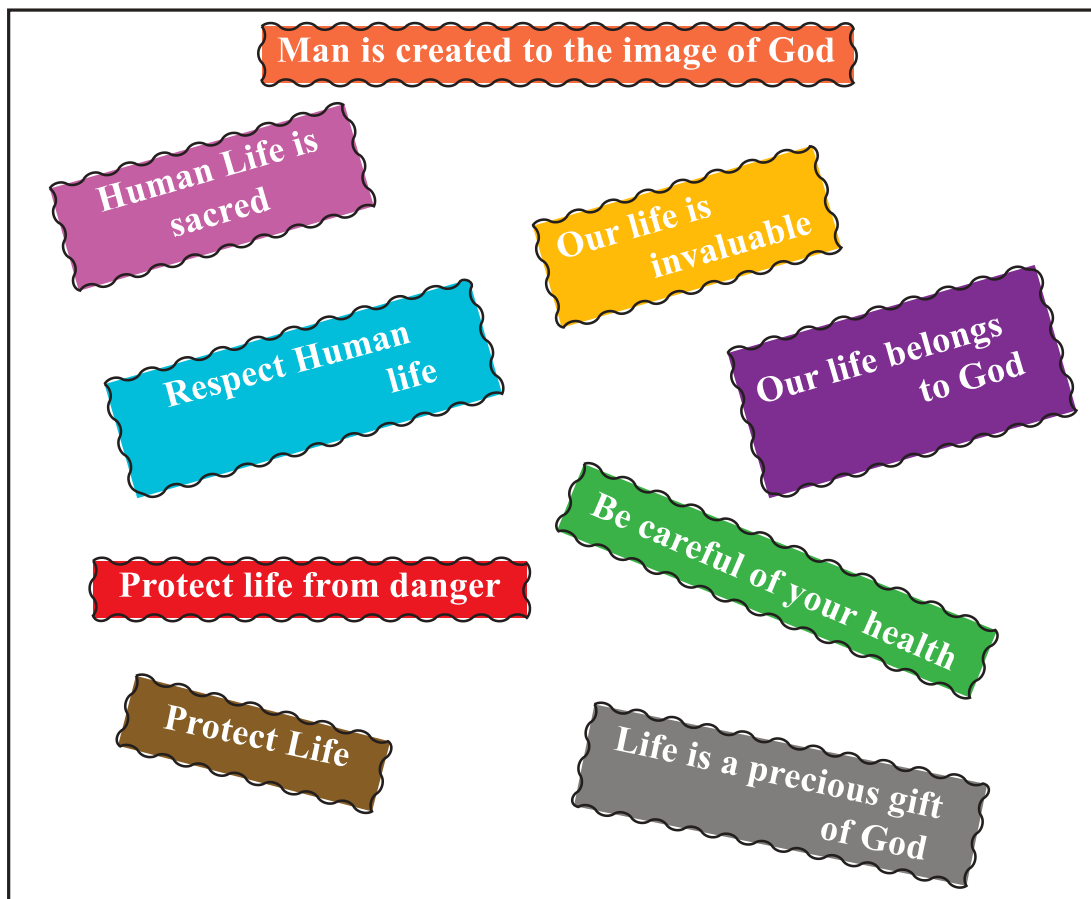 Man is created to the image of God
Human Life is
sacred
Our life is
invaluable
Respect Human
life
Our life belongs
to God
Be careful of your health
Protect life from danger
Protect Life
Life is a precious gift
of God